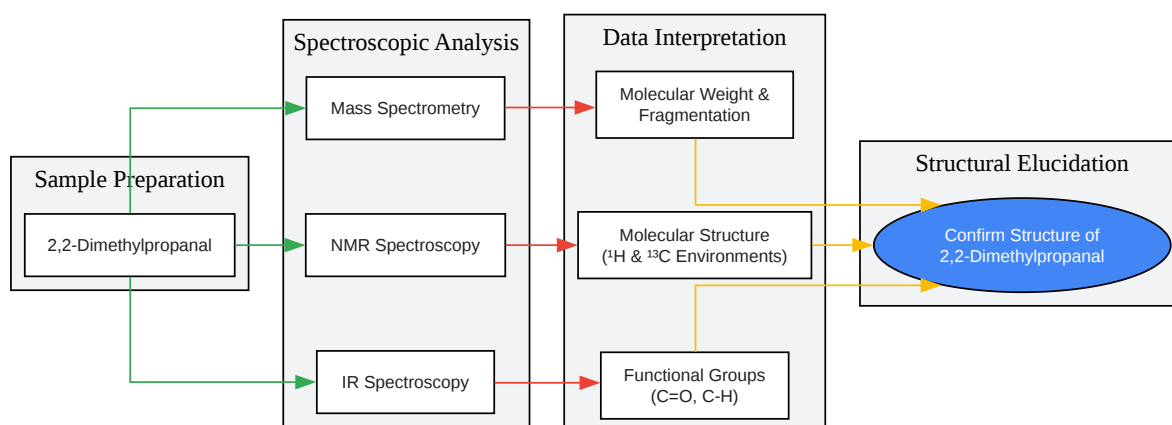 Sample Preparation
2,2-Dimethylpropanal
Spectroscopic Analysis
Mass Spectrometry
NMR Spectroscopy
IR Spectroscopy
Data Interpretation
Molecular Weight &
Fragmentation
Molecular Structure
(¹H & ¹³C Environments)
Functional Groups
(C=O, C-H)
Structural Elucidation
Confirm Structure of
2,2-Dimethylpropanal